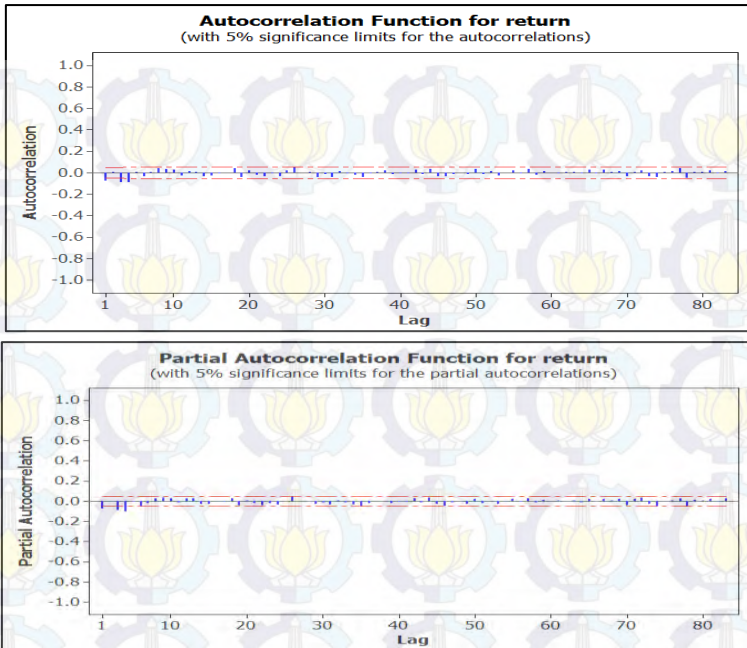 Autocorrelation Function for return
(with 5% significance limits for the autocorrelations)
Autocorrelation
1.0
0.8
0.6
0.4
0.2
0.0
-0.2
-0.4
-0.6
-0.8
-1.0
1 10 20 30 40 50 60 70 80
Lag
Partial Autocorrelation Function for return
(with 5% significance limits for the partial autocorrelations)
Partial Autocorrelation
1.0
0.8
0.6
0.4
0.2
0.0
-0.2
-0.4
-0.6
-0.8
-1.0
1 10 20 30 40 50 60 70 80
Lag